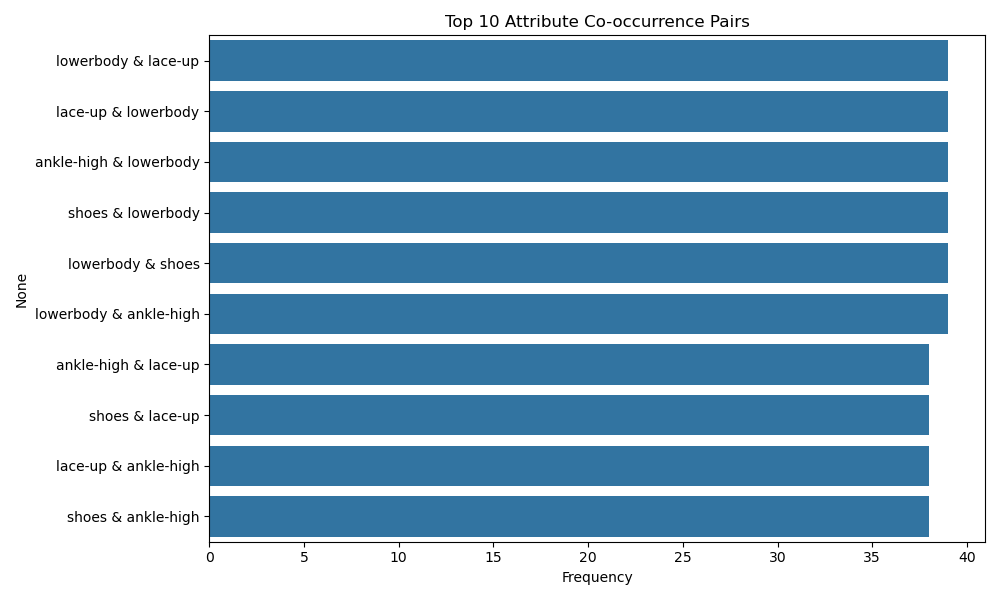 Top 10 Attribute Co-occurrence Pairs
lowerbody & lace-up
lace-up & lowerbody
ankle-high & lowerbody
shoes & lowerbody
lowerbody & shoes
lowerbody & ankle-high
ankle-high & lace-up
shoes & lace-up
lace-up & ankle-high
shoes & ankle-high
None
0 5 10 15 20 25 30 35 40
Frequency